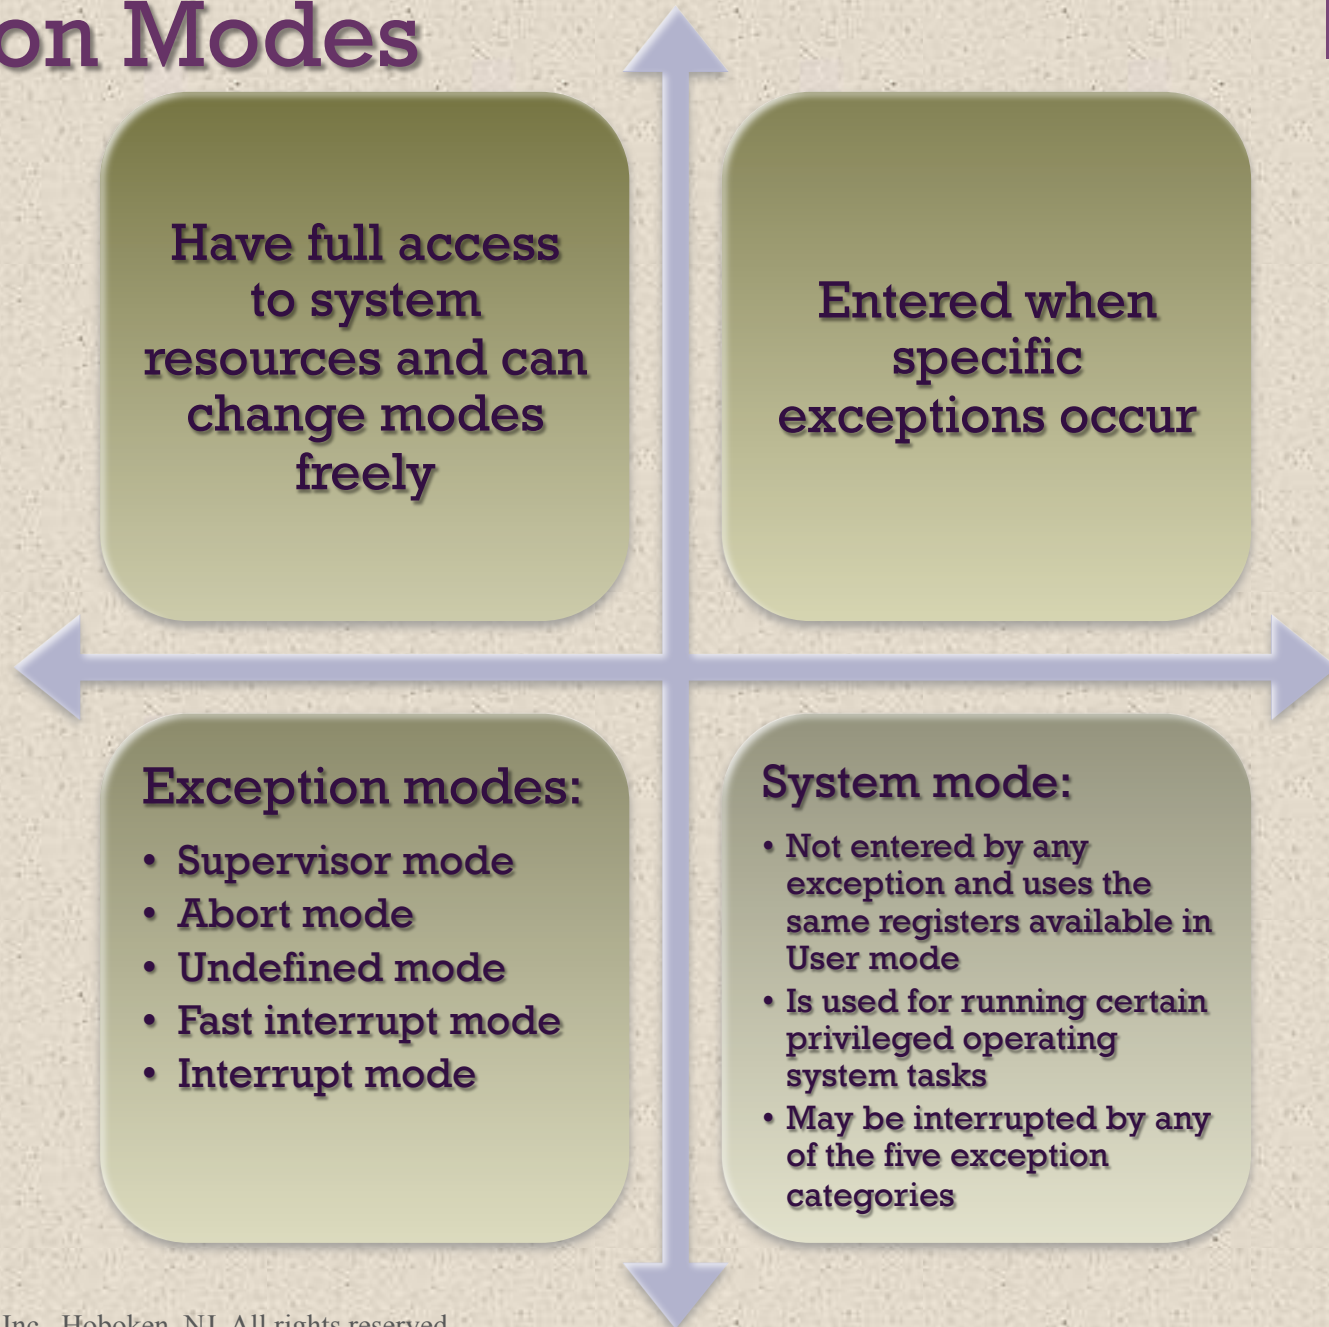 on Modes
Have full access
to system
resources and can
change modes
freely
Entered when
specific
exceptions occur
Exception modes:
• Supervisor mode
• Abort mode
• Undefined mode
• Fast interrupt mode
• Interrupt mode
System mode:
• Not entered by any
exception and uses the
same registers available in
User mode
• Is used for running certain
privileged operating
system tasks
• May be interrupted by any
of the five exception
categories
Inc., Hoboken, NJ. All rights reserved.